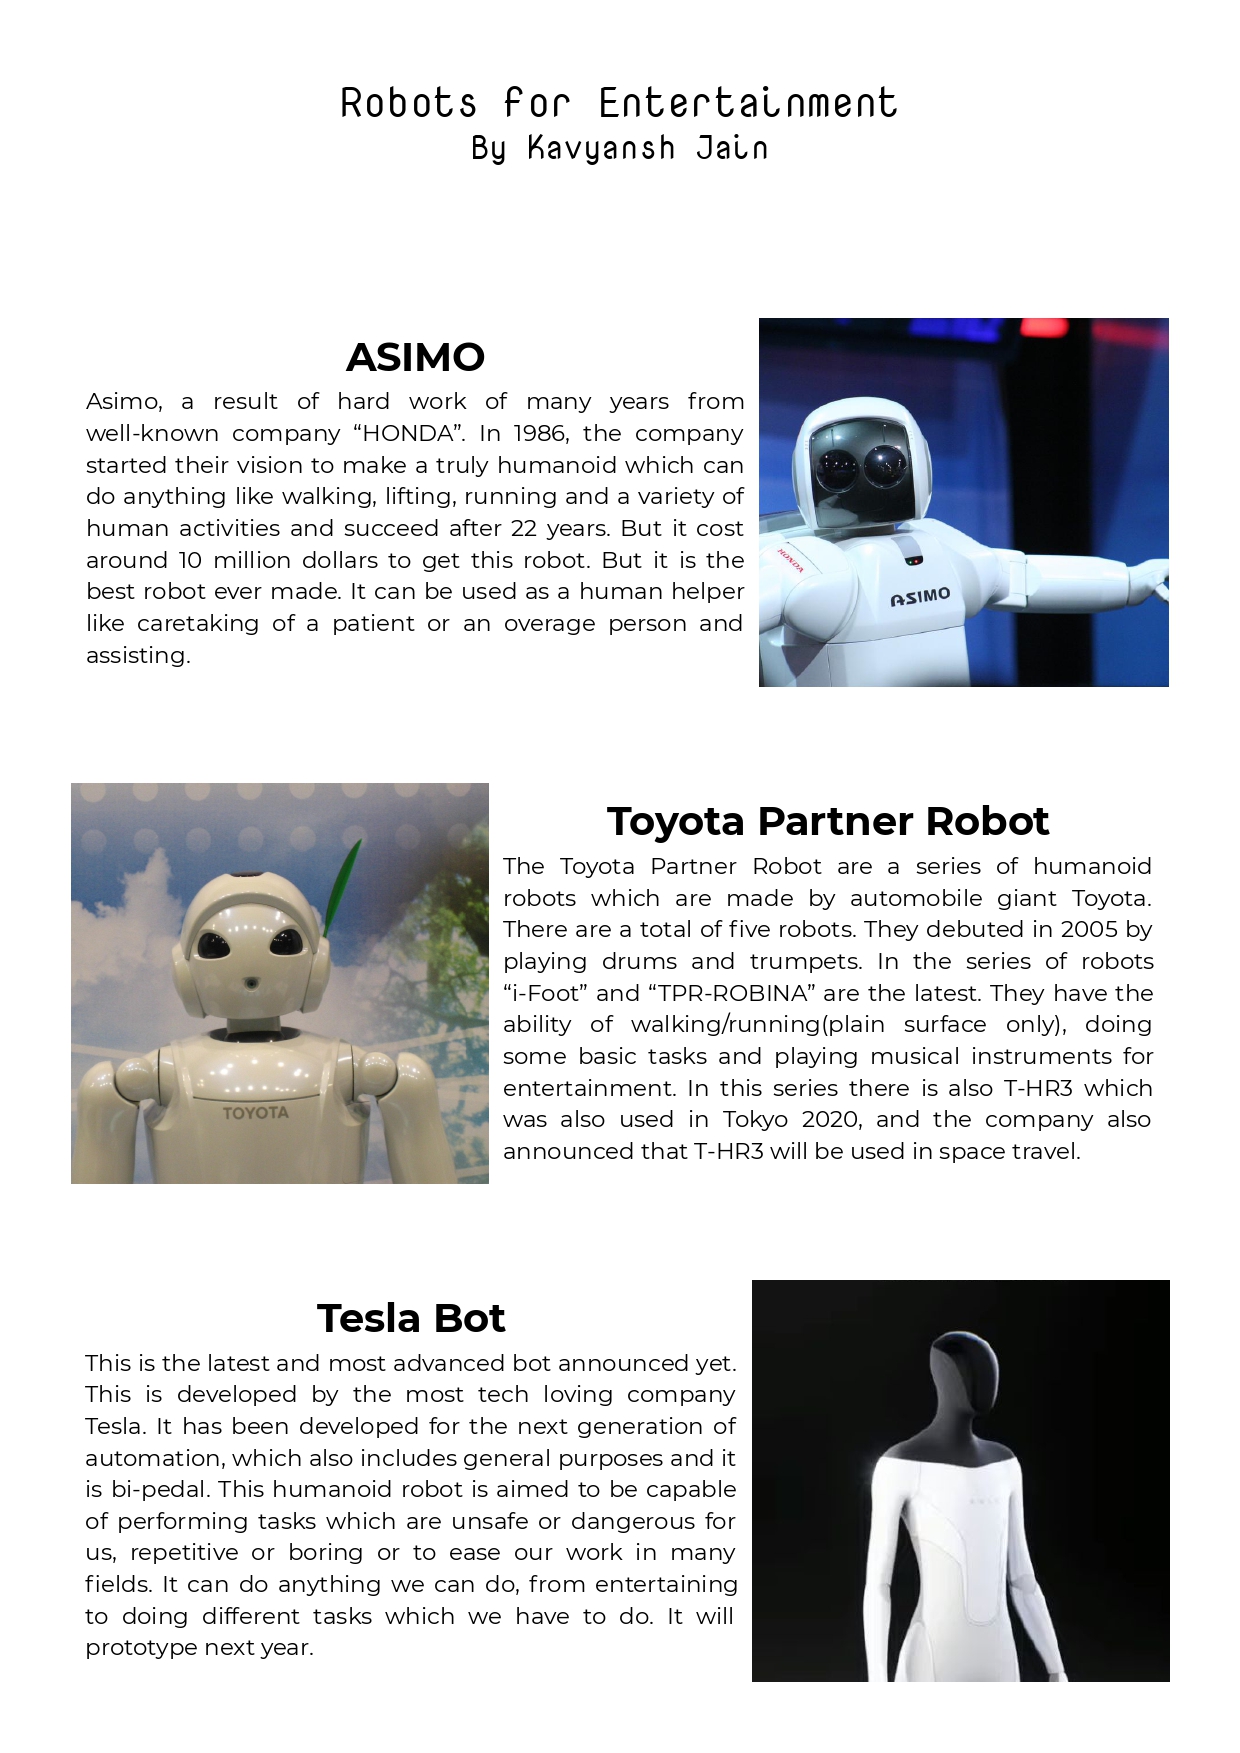 Robots for Entertainment
By Kavyansh Jain
ASIMO
Asimo, a result of hard work of many years from
well-known company “HONDA”. In 1986, the company
started their vision to make a truly humanoid which can
do anything like walking, lifting, running and a variety of
human activities and succeed after 22 years. But it cost
around 10 million dollars to get this robot. But it is the
best robot ever made. It can be used as a human helper
like caretaking of a patient or an overage person and
assisting.
HONDA
ASIMO
Toyota Partner Robot
The Toyota Partner Robot are a series of humanoid
robots which are made by automobile giant Toyota.
There are a total of five robots. They debuted in 2005 by
playing drums and trumpets. In the series of robots
“i-Foot” and “TPR-ROBINA” are the latest. They have the
ability of walking/running(plain surface only), doing
some basic tasks and playing musical instruments for
entertainment. In this series there is also T-HR3 which
was also used in Tokyo 2020, and the company also
announced that T-HR3 will be used in space travel.
TOYOTA
Tesla Bot
This is the latest and most advanced bot announced yet.
This is developed by the most tech loving company
Tesla. It has been developed for the next generation of
automation, which also includes general purposes and it
is bi-pedal. This humanoid robot is aimed to be capable
of performing tasks which are unsafe or dangerous for
us, repetitive or boring or to ease our work in many
fields. It can do anything we can do, from entertaining
to doing different tasks which we have to do. It will
prototype next year.